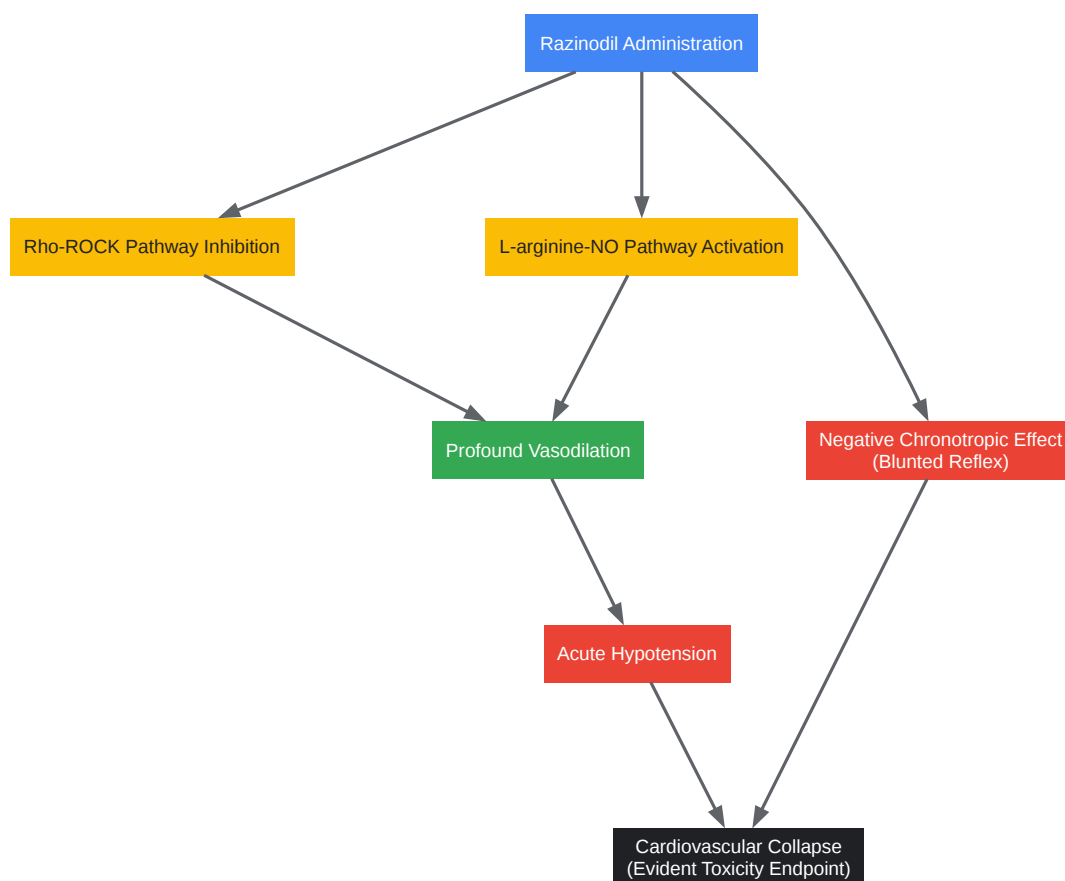 Razinodil Administration
Rho-ROCK Pathway Inhibition
L-arginine-NO Pathway Activation
Profound Vasodilation
Negative Chronotropic Effect
(Blunted Reflex)
Acute Hypotension
Cardiovascular Collapse
(Evident Toxicity Endpoint)